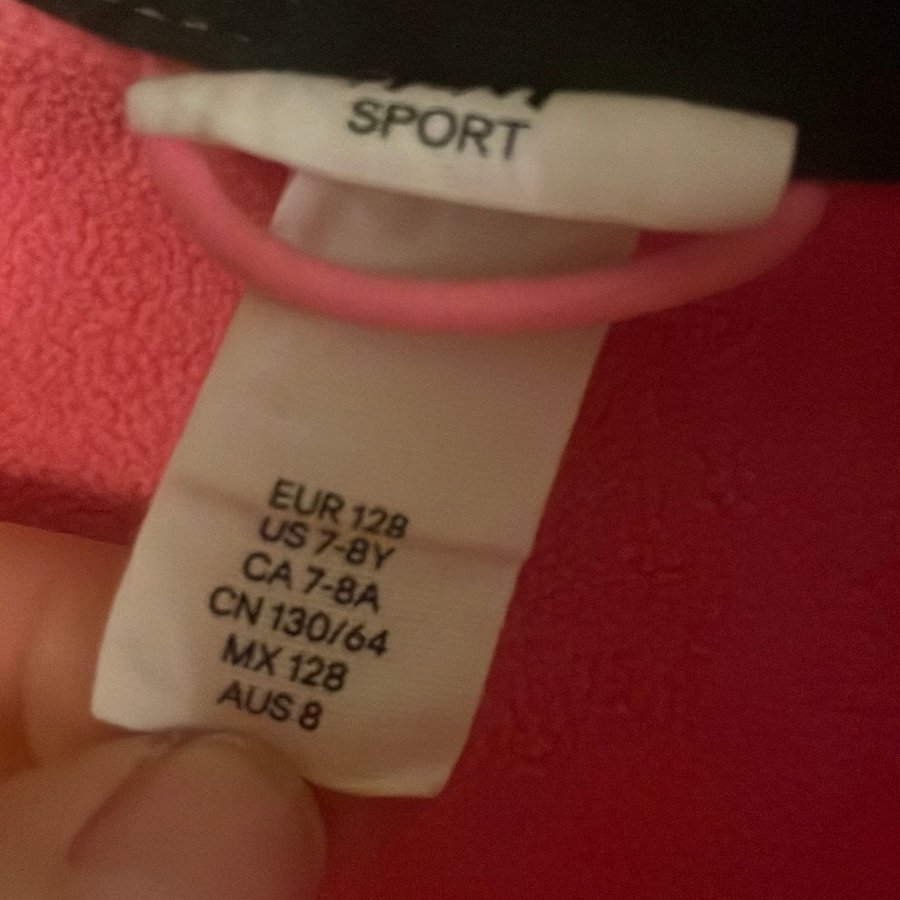 SPORT
EUR 128
US 7-8Y
CA 7-8A
CN 130/64
MX 128
AUS 8